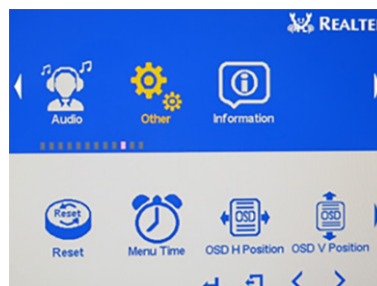 REALTE
Audio
Other
Information
Reset
Reset
Menu Time
OSD
OSD
OSD H Position
OSD V Position